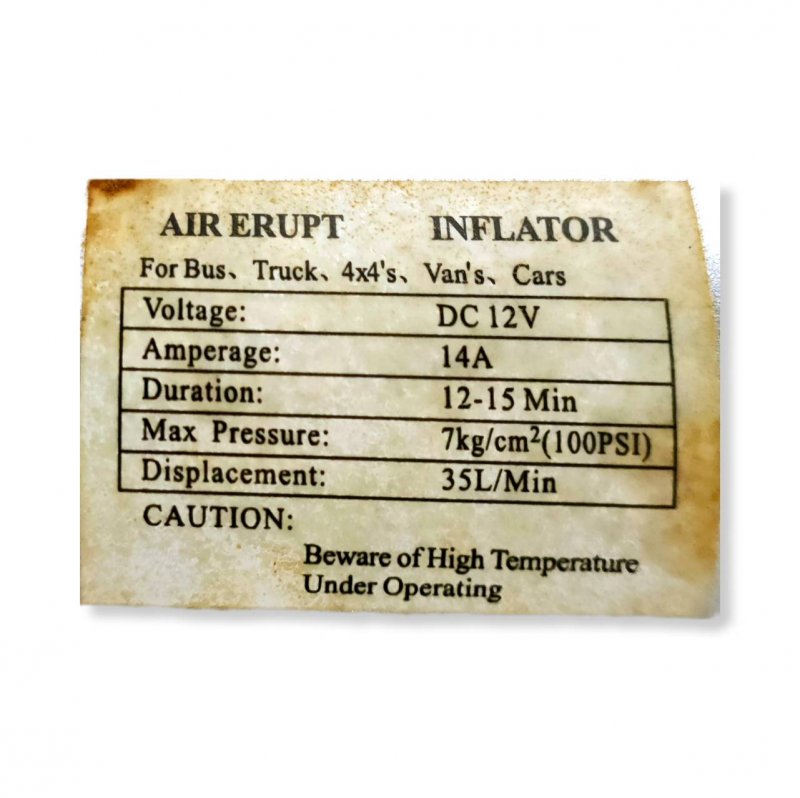 AIR ERUPT INFLATOR
For Bus、Truck、4x4's、Van's、Cars
Voltage: DC 12V
Amperage: 14A
Duration: 12-15 Min
Max Pressure: 7kg/cm²(100PSI)
Displacement: 35L/Min
CAUTION:
Beware of High Temperature
Under Operating